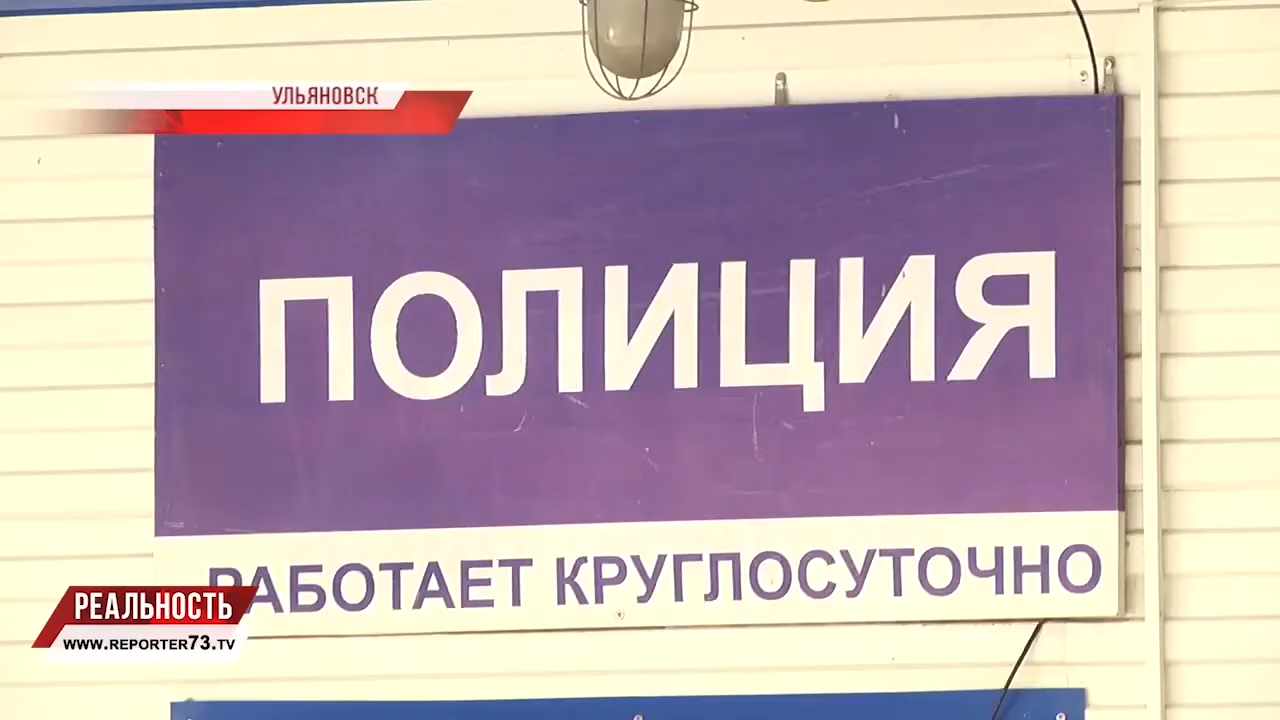 УЛЬЯНОВСК
ПОЛИЦИЯ
РАБОТАЕТ КРУГЛОСУТОЧНО
РЕАЛЬНОСТЬ
WWW.REPORTER73.TV